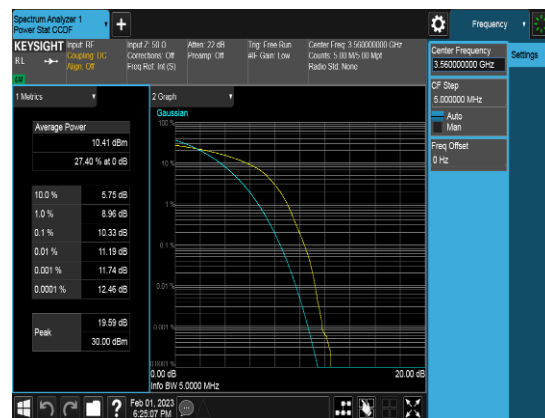 Spectrum Analyzer 1
Power Stat CCDF
Frequency
KEYSIGHT
RL
Input: RF
Coupling: DC
Align: Off
Input Z: 50 Ω
Corrections: Off
Freq Ref: Int (S)
Atten: 22 dB
Preamp: Off
Trig: Free Run
#IF Gain: Low
Center Freq: 3.560000000 GHz
Counts: 5.00 M/5.00 Mpt
Radio Std: None
Center Frequency
3.560000000 GHz
Settings
CF Step
5.000000 MHz
Auto
Man
Freq Offset
0 Hz
1 Metrics
2 Graph
Average Power
10.41 dBm
27.40 % at 0 dB
10.0 % 5.75 dB
1.0 % 8.96 dB
0.1 % 10.33 dB
0.01 % 11.19 dB
0.001 % 11.74 dB
0.0001 % 12.46 dB
Peak
19.59 dB
30.00 dBm
Gaussian
100 %
10 %
1 %
0.1 %
0.01 %
0.001 %
0.0001 %
0.00 dB
20.00 dB
Info BW 5.0000 MHz
Feb 01, 2023
6:25:07 PM